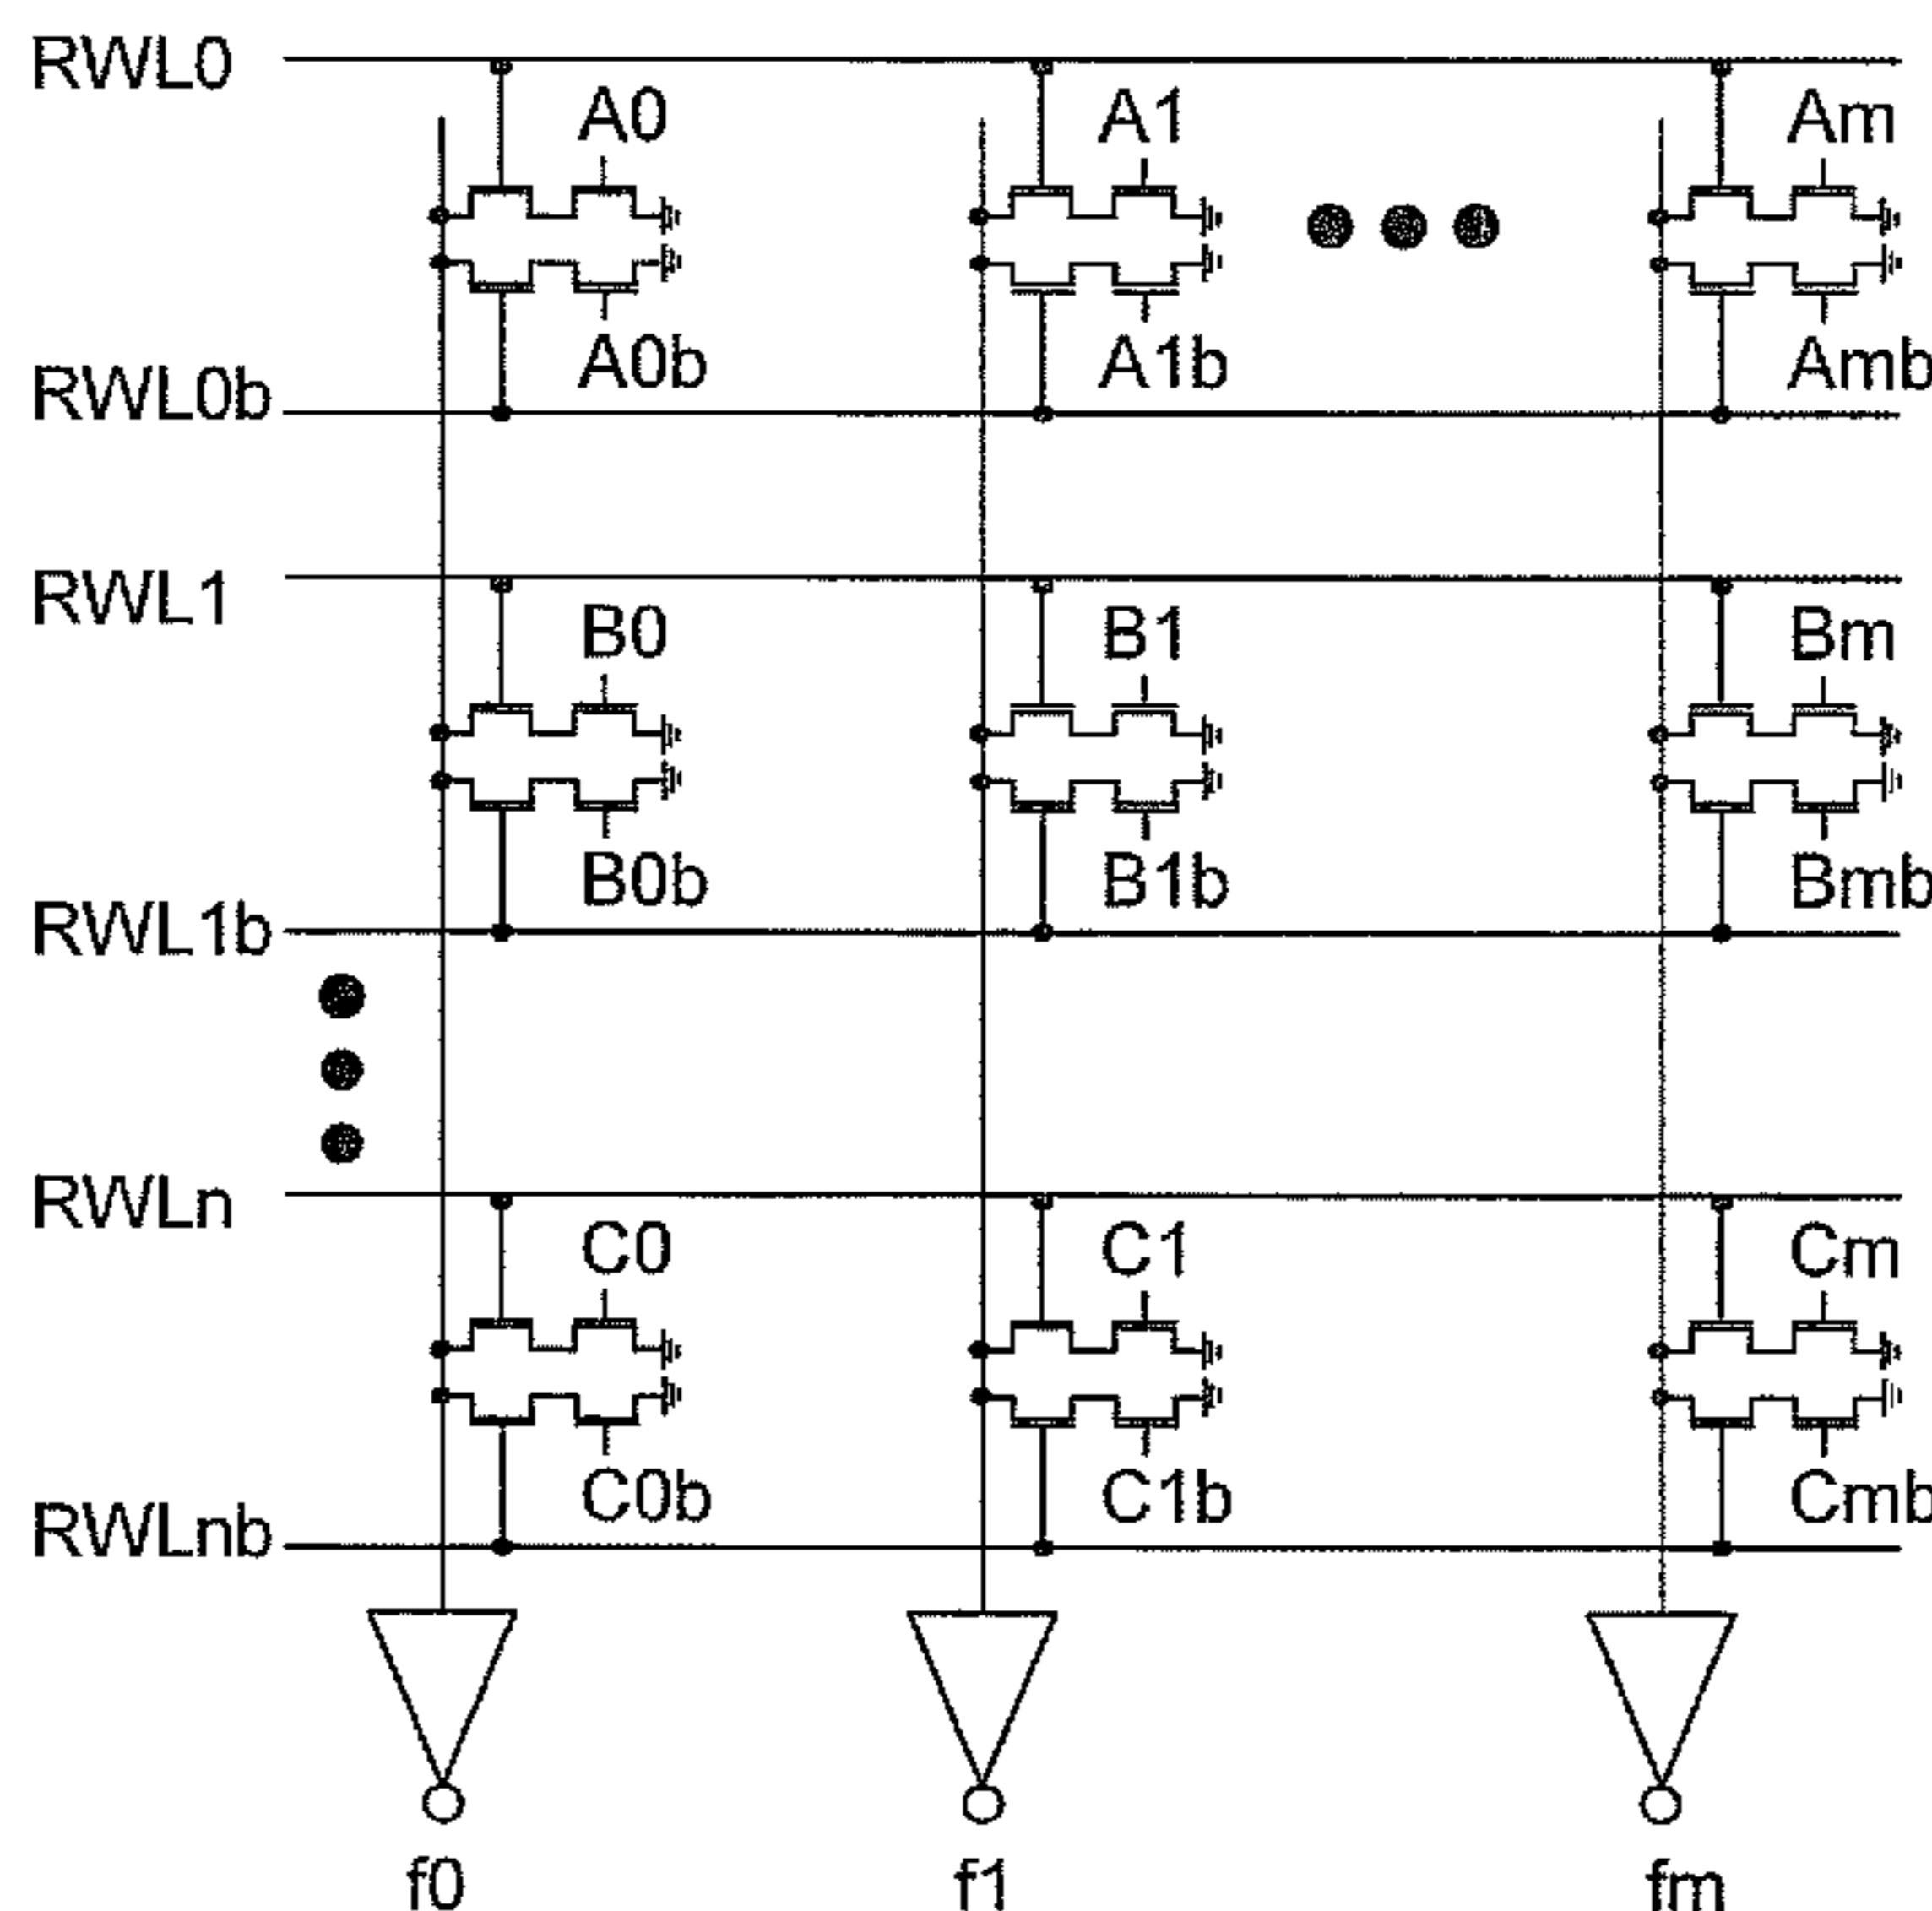 RWL0
A0 A1 Am
A0b A1b Amb
RWL0b
RWL1
B0 B1 Bm
B0b B1b Bmb
RWL1b
RWLn
C0 C1 Cm
C0b C1b Cmb
RWLnb
f0 f1 fm